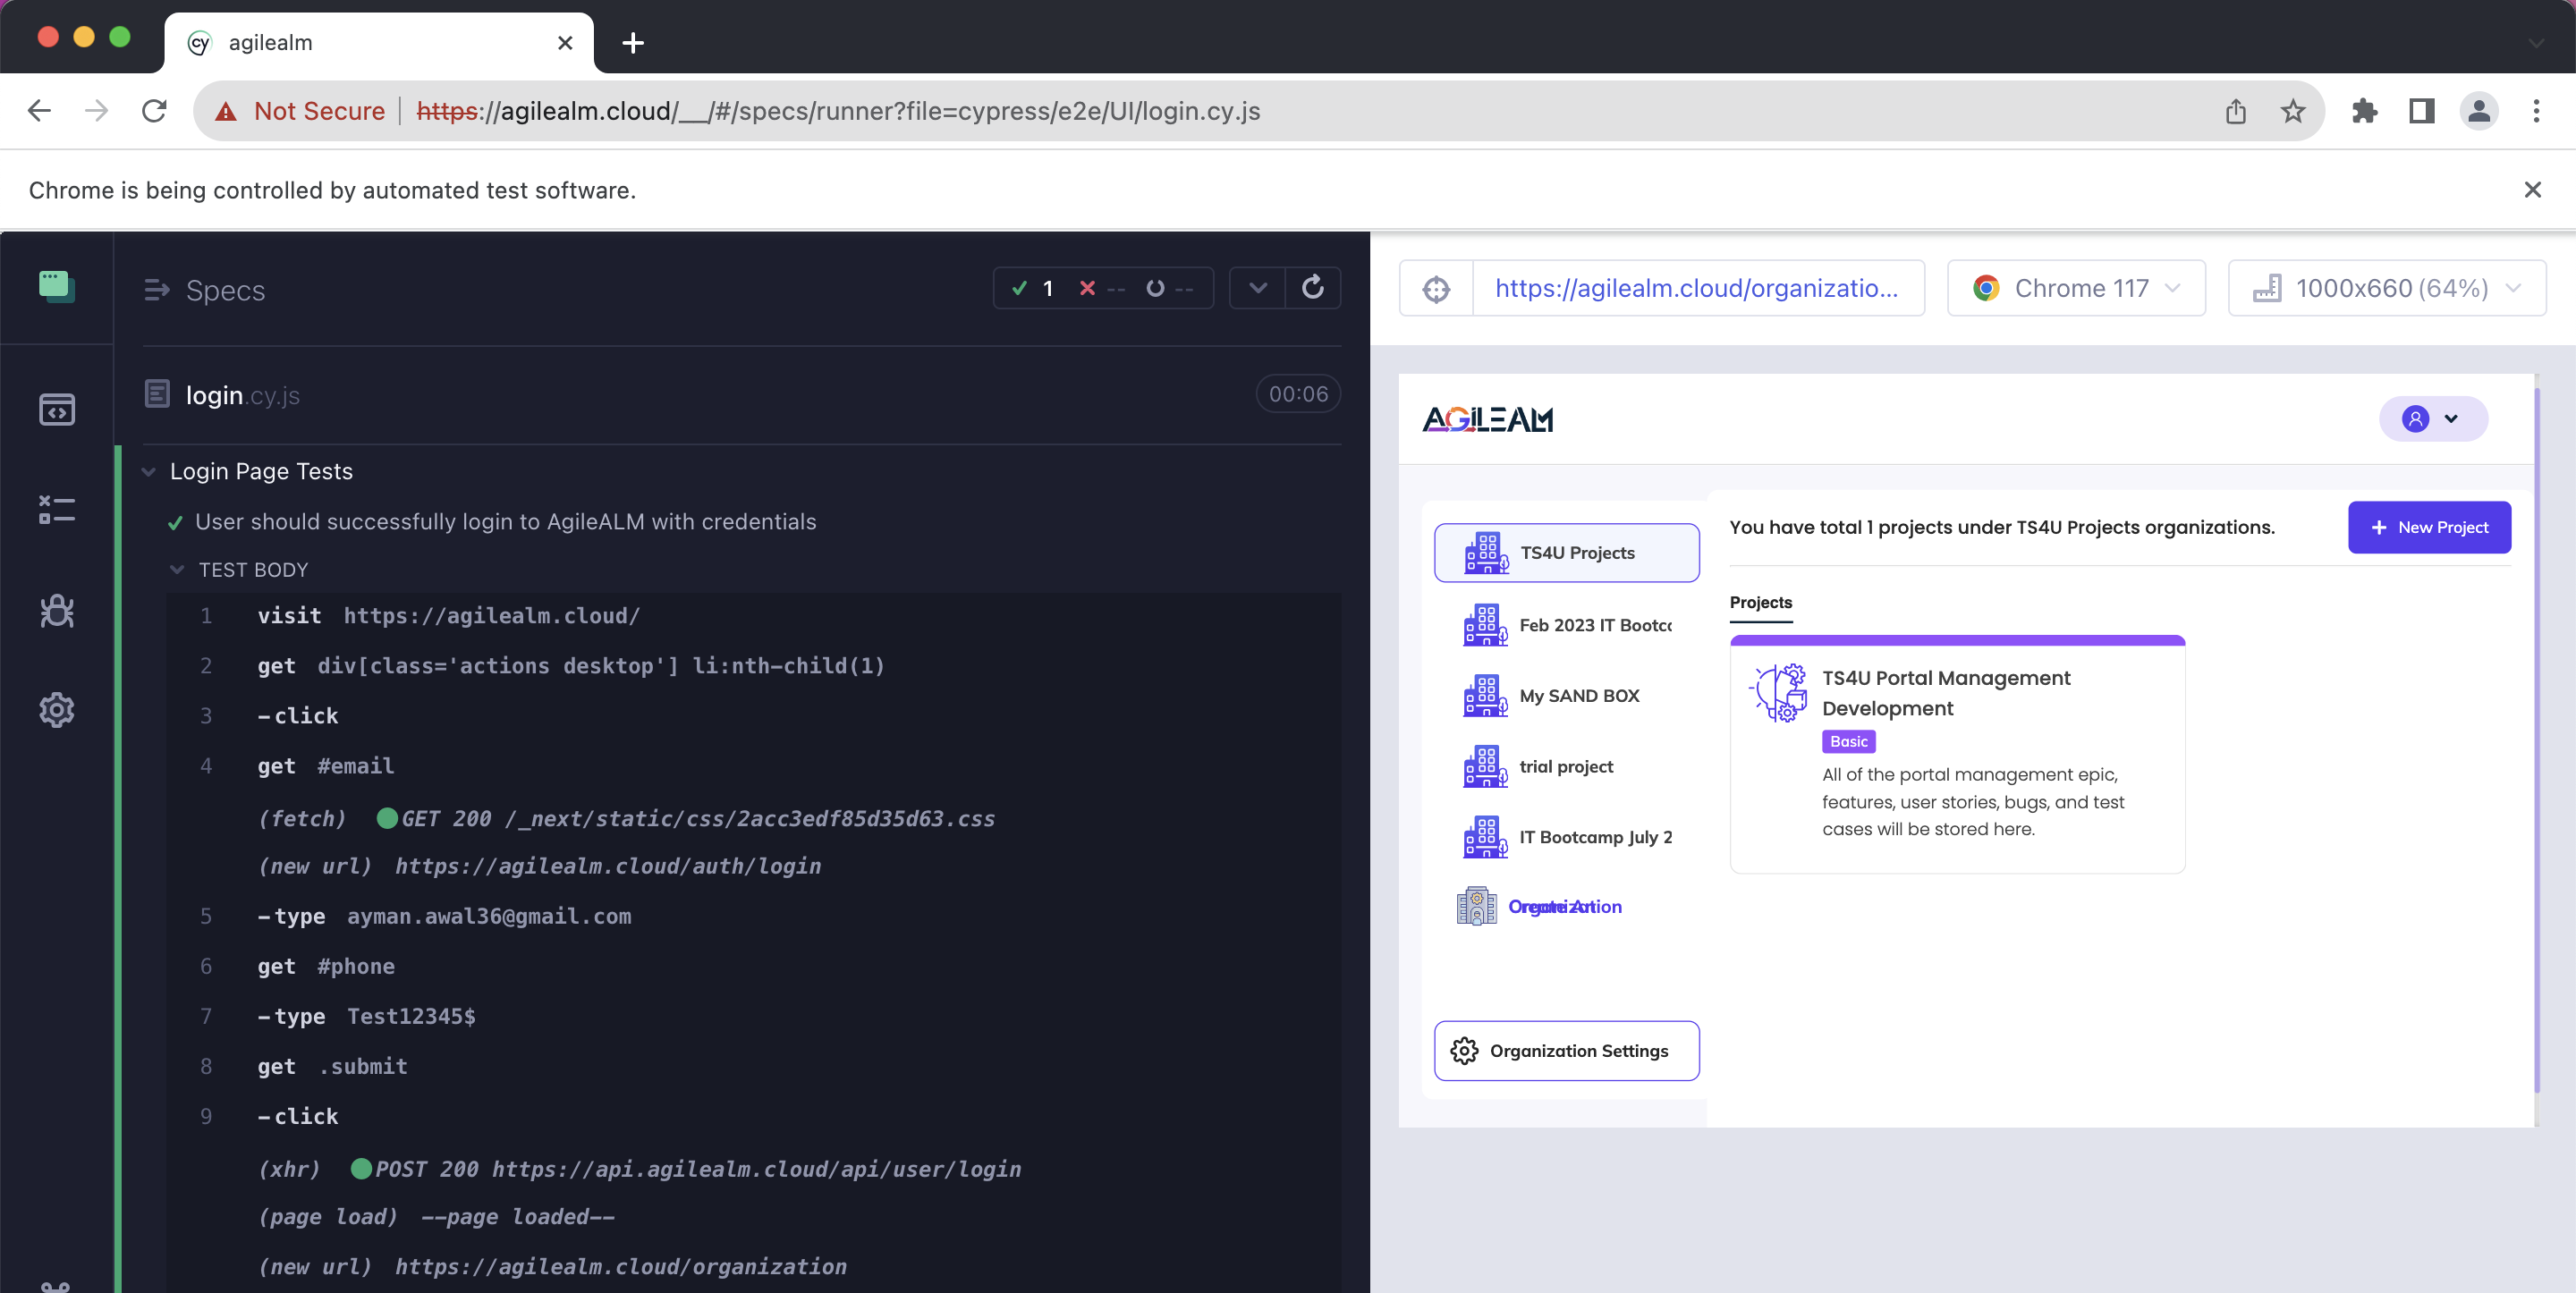 agilealm
Not Secure
https://agilealm.cloud/__/#/specs/runner?file=cypress/e2e/UI/login.cy.js
Chrome is being controlled by automated test software.
Specs
1
--
--
login.cy.js
00:06
Login Page Tests
User should successfully login to AgileALM with credentials
TEST BODY
1 visit https://agilealm.cloud/
2 get div[class='actions desktop'] li:nth-child(1)
3 -click
4 get #email
(fetch) GET 200 /_next/static/css/2acc3edf85d35d63.css
(new url) https://agilealm.cloud/auth/login
5 -type ayman.awal36@gmail.com
6 get #phone
7 -type Test12345$
8 get .submit
9 -click
(xhr) POST 200 https://api.agilealm.cloud/api/user/login
(page load) --page loaded--
(new url) https://agilealm.cloud/organization
https://agilealm.cloud/organizatio...
Chrome 117
1000x660 (64%)
AGILEALM
TS4U Projects
Feb 2023 IT Bootc
My SAND BOX
trial project
IT Bootcamp July 2
Create An
Organization
Organization Settings
You have total 1 projects under TS4U Projects organizations.
+ New Project
Projects
TS4U Portal Management
Development
Basic
All of the portal management epic,
features, user stories, bugs, and test
cases will be stored here.